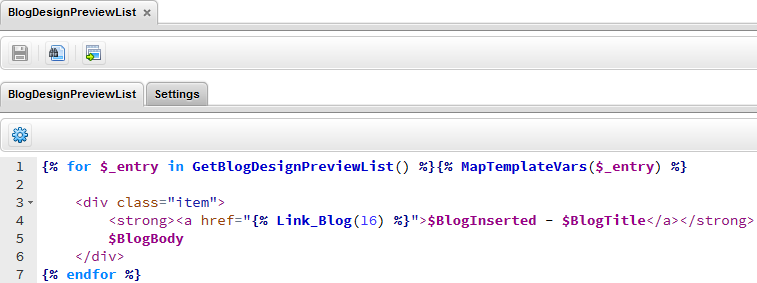 BlogDesignPreviewList ×
BlogDesignPreviewList Settings
1 {% for $_entry in GetBlogDesignPreviewList() %}{% MapTemplateVars($_entry) %}
2
3 <div class="item">
4 <strong><a href="{% Link_Blog(16) %}">$BlogInserted - $BlogTitle</a></strong>
5 $BlogBody
6 </div>
7 {% endfor %}